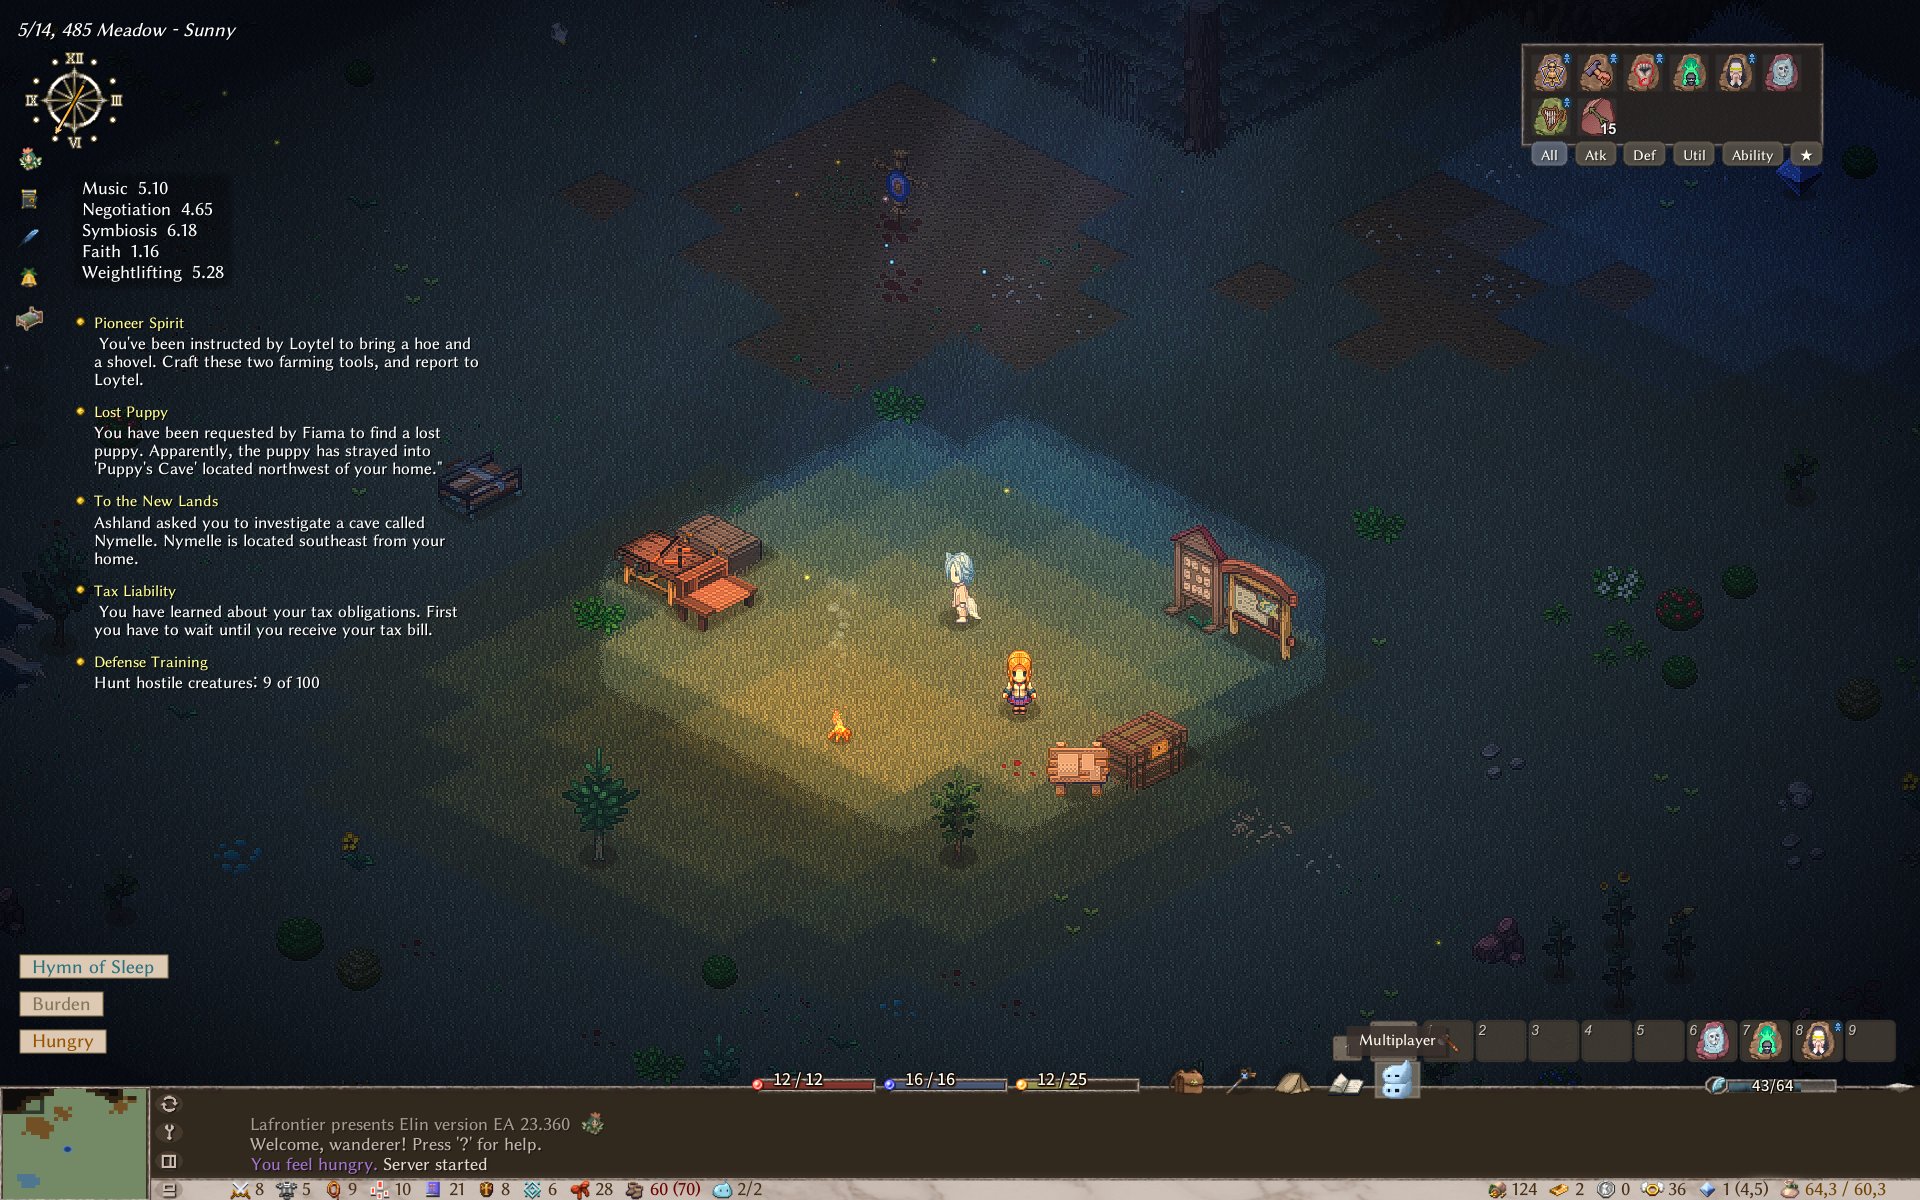 5/14, 485 Meadow - Sunny
XII
IX
III
VI
15
All
Atk
Def
Util
Ability
Music 5.10
Negotiation 4.65
Symbiosis 6.18
Faith 1.16
Weightlifting 5.28
Pioneer Spirit
You've been instructed by Loytel to bring a hoe and
a shovel. Craft these two farming tools, and report to
Loytel.
Lost Puppy
You have been requested by Fiama to find a lost
puppy. Apparently, the puppy has strayed into
'Puppy's Cave' located northwest of your home."
To the New Lands
Ashland asked you to investigate a cave called
Nymelle. Nymelle is located southeast from your
home.
Tax Liability
You have learned about your tax obligations. First
you have to wait until you receive your tax bill.
Defense Training
Hunt hostile creatures: 9 of 100
Hymn of Sleep
Burden
Hungry
Multiplayer
2
3
4
5
6
7
8
9
12/12
16/16
12/25
43/64
Lafrontier presents Elin version EA 23.360
Welcome, wanderer! Press '?' for help.
You feel hungry. Server started
8
5
9
10
21
8
6
28
60 (70)
2/2
124
2
0
36
1 (4,5)
64,3 / 60,3